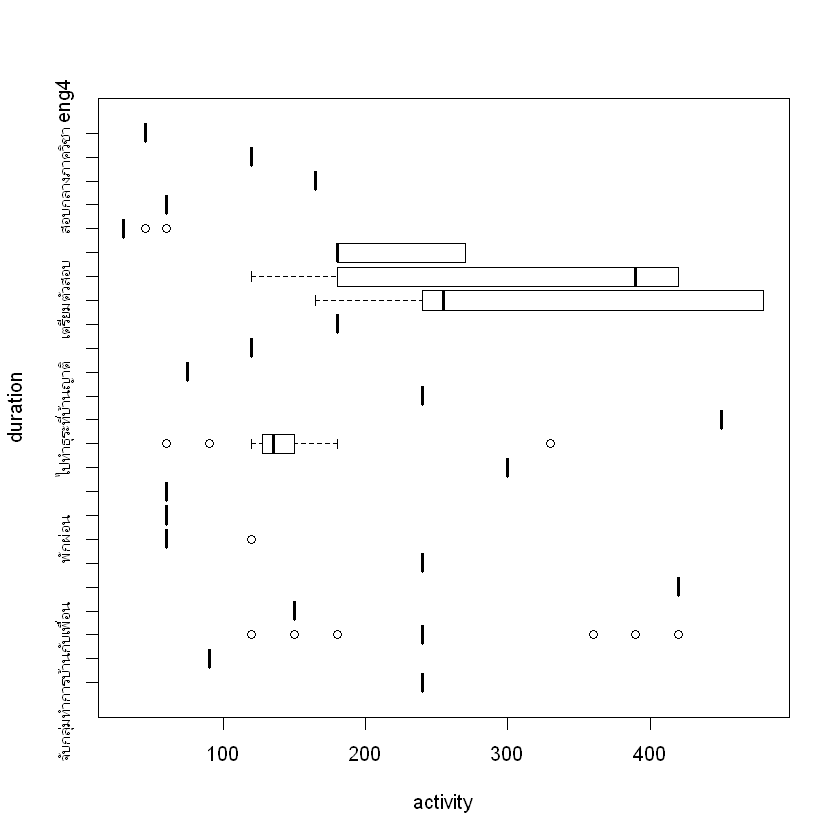 eng4
สอบกลางภาควิชา
เตรียมตัวสอบ
ไปทำธุระที่บ้านญาติ
พักผ่อน
จับกลุ่มทำการบ้านกับเพื่อน
duration
100 200 300 400
activity